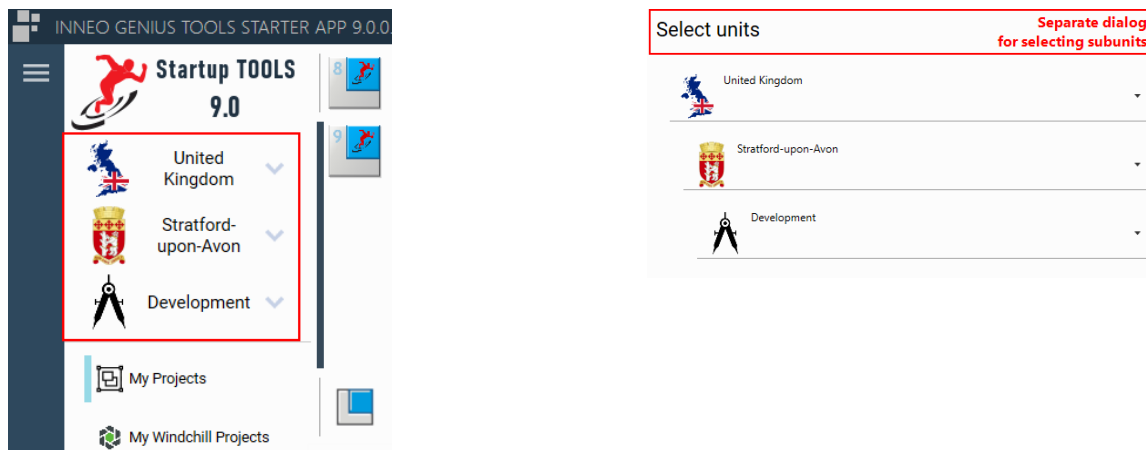 INNEO GENIUS TOOLS STARTER APP 9.0.0.
Startup TOOLS
9.0
8
9
United
Kingdom
Stratford-
upon-Avon
Development
My Projects
My Windchill Projects
Select units
Separate dialog
for selecting subunits
United Kingdom
Stratford-upon-Avon
Development